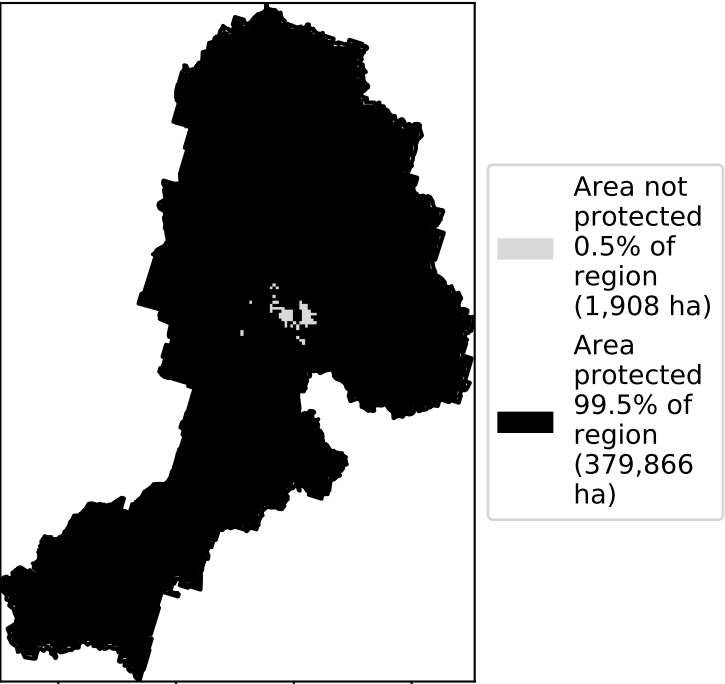 Area not
protected
0.5% of
region
(1,908 ha)
Area
protected
99.5% of
region
(379,866
ha)